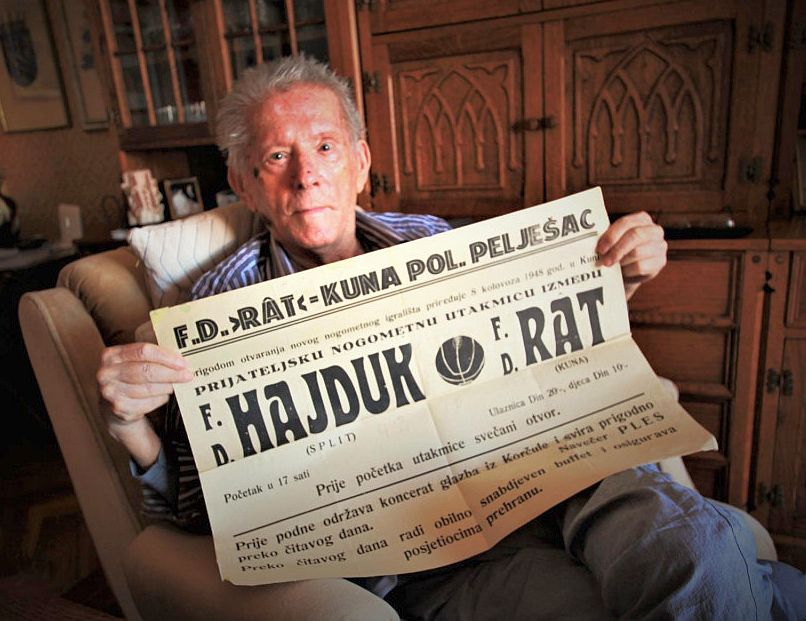 F.D. >RÂT<=KUNA POL. PELJEŠAC
rigodom otvaranja novog nogometnog igrališta priređuje 8 kolovoza 1948 god. u Kuni
PRIJATELJSKU NOGOMETNU UTAKMICU IZMEĐU
F. D. HAJDUK F. D. RAT
(SPLIT) (KUNA)
Početak u 17 sati Ulaznica Din 20-, djeca Din 10-
Prije početka utakmice svečani otvor.
Prije podne održava koncerat glazba iz Korčule i svira prigodno
preko čitavog dana. Navečer PLES
Preko čitavog dana radi obilno snabdjeven buffet i osigurava
posjetiocima prehranu.